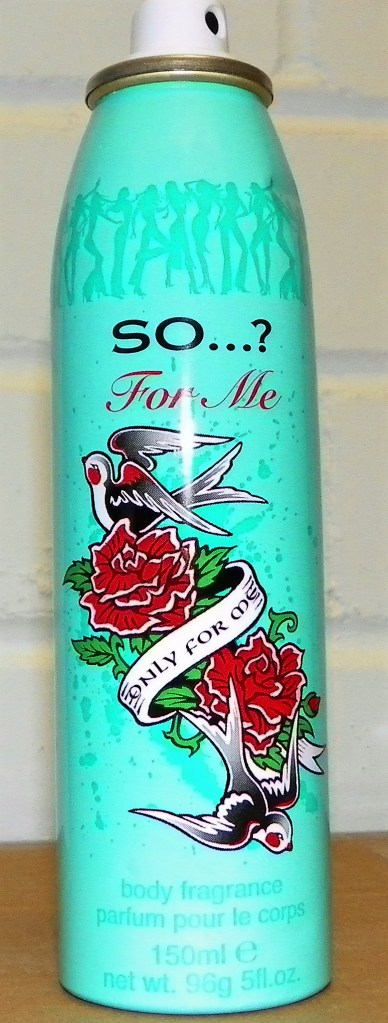 SO...?
For Me
ONLY FOR ME
body fragrance
parfum pour le corps
150ml ℮
net wt. 96g 5fl.oz.